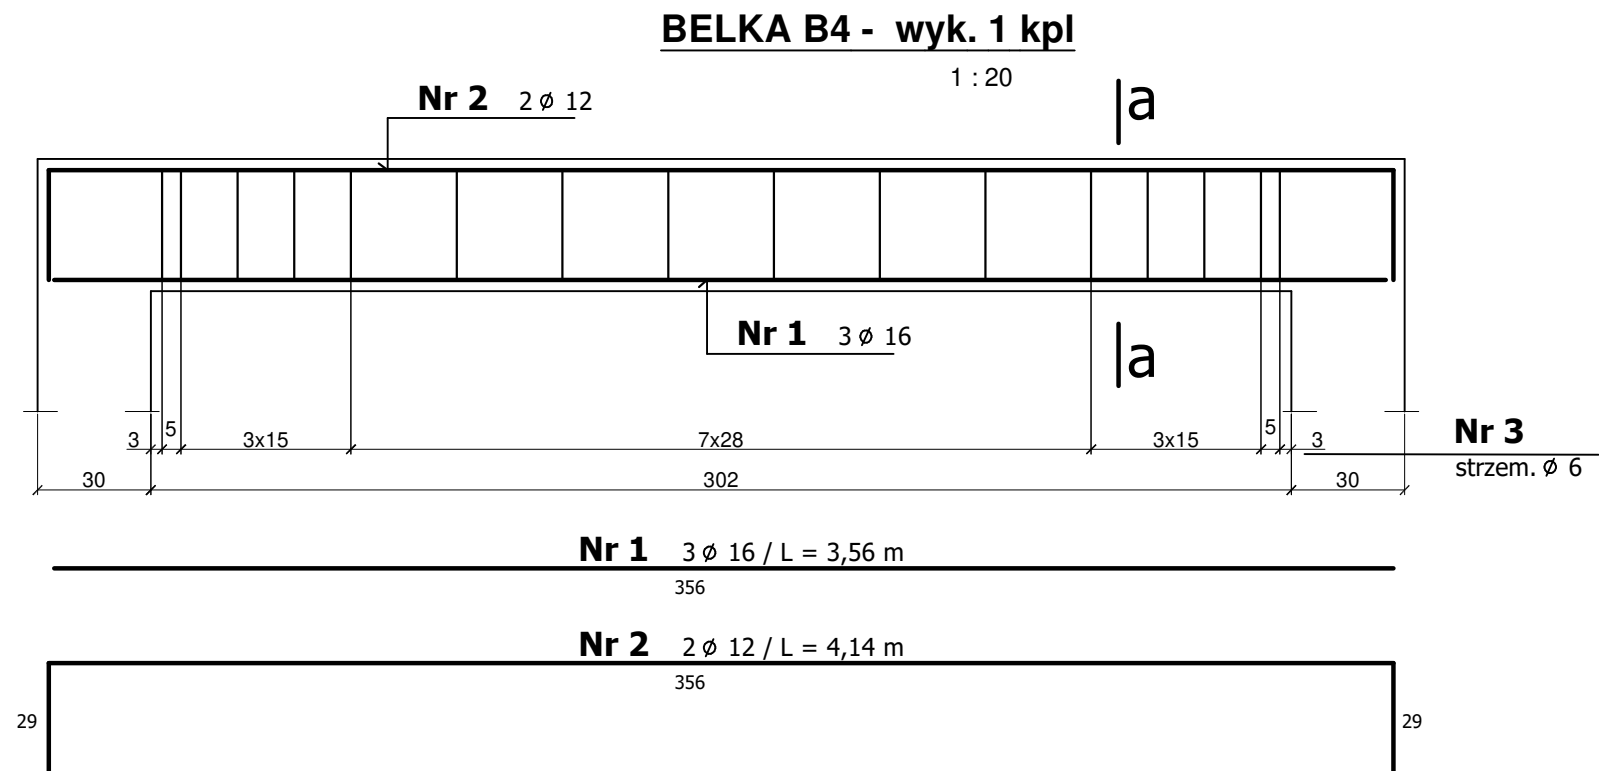 BELKA B4 - wyk. 1 kpl
1 : 20
Nr 2 2 ø 12
a
Nr 1 3 ø 16
a
3 5 3x15 7x28 3x15 5 3
30 302 30
Nr 3
strzem. ø 6
Nr 1 3 ø 16 / L = 3,56 m
356
Nr 2 2 ø 12 / L = 4,14 m
356
29 29